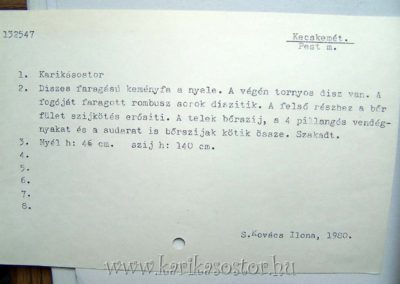 132547
Kecskemét.
Pest m.
1. Karikásostor
2. Díszes faragású keményfa a nyele. A végén tornyos dísz van. A
fogóját faragott rombusz sorok díszítik. A felső részhez a bőr
fület szíjkötés erősíti. A telek bőrszíj, a 4 pillangós vendég-
nyakat és a sudarat is bőrszíjak kötik össze. Szakadt.
3. Nyél h: 46 cm. szíj h: 140 cm.
4.
5.
6.
7.
8.
S.Kovács Ilona, 1980.
www.karikasostor.hu